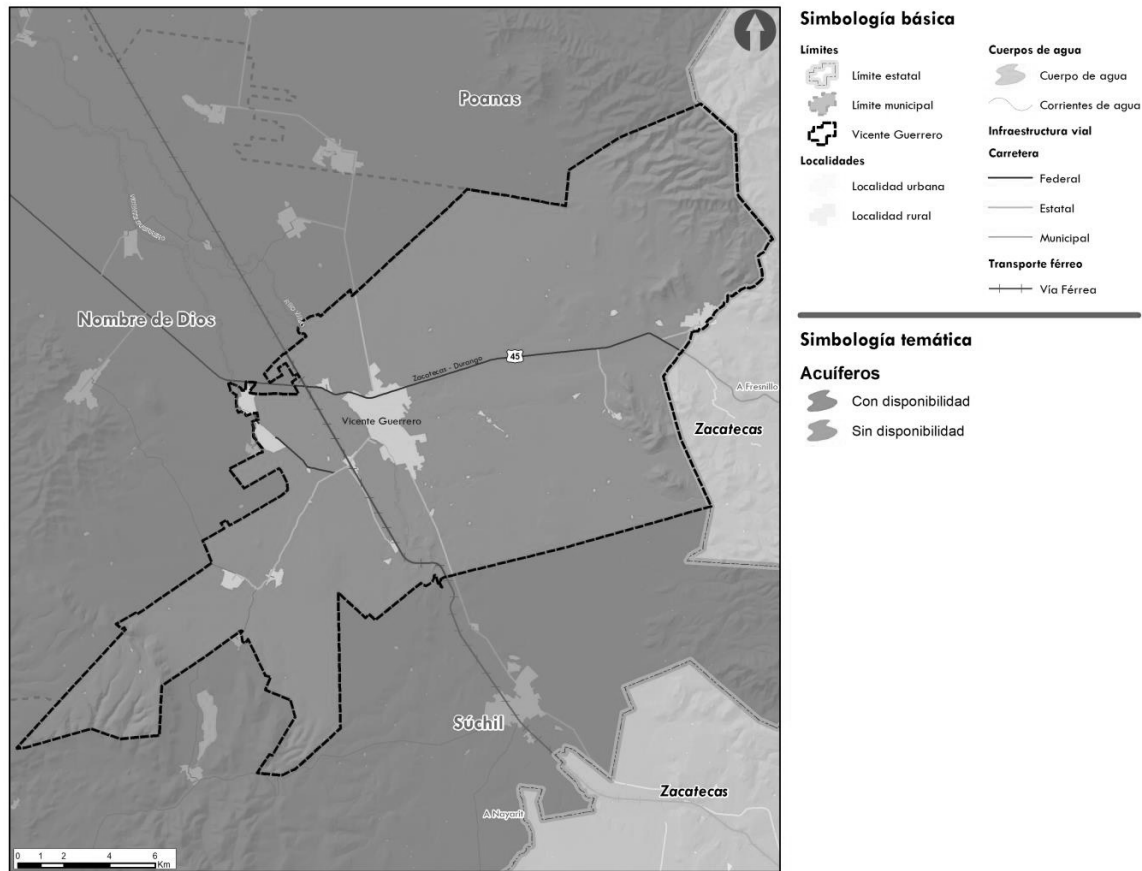 Poanas
Nombre de Dios
45
Zacatecas - Durango
A Fresnillo
Vicente Guerrero
Zacatecas
Súchil
Zacatecas
A Nayarit
0 1 2 4 6
Km
Simbología básica
Límites
Límite estatal
Límite municipal
Vicente Guerrero
Localidades
Localidad urbana
Localidad rural
Cuerpos de agua
Cuerpo de agua
Corrientes de agua
Infraestructura vial
Carretera
Federal
Estatal
Municipal
Transporte férreo
Vía Férrea
Simbología temática
Acuíferos
Con disponibilidad
Sin disponibilidad